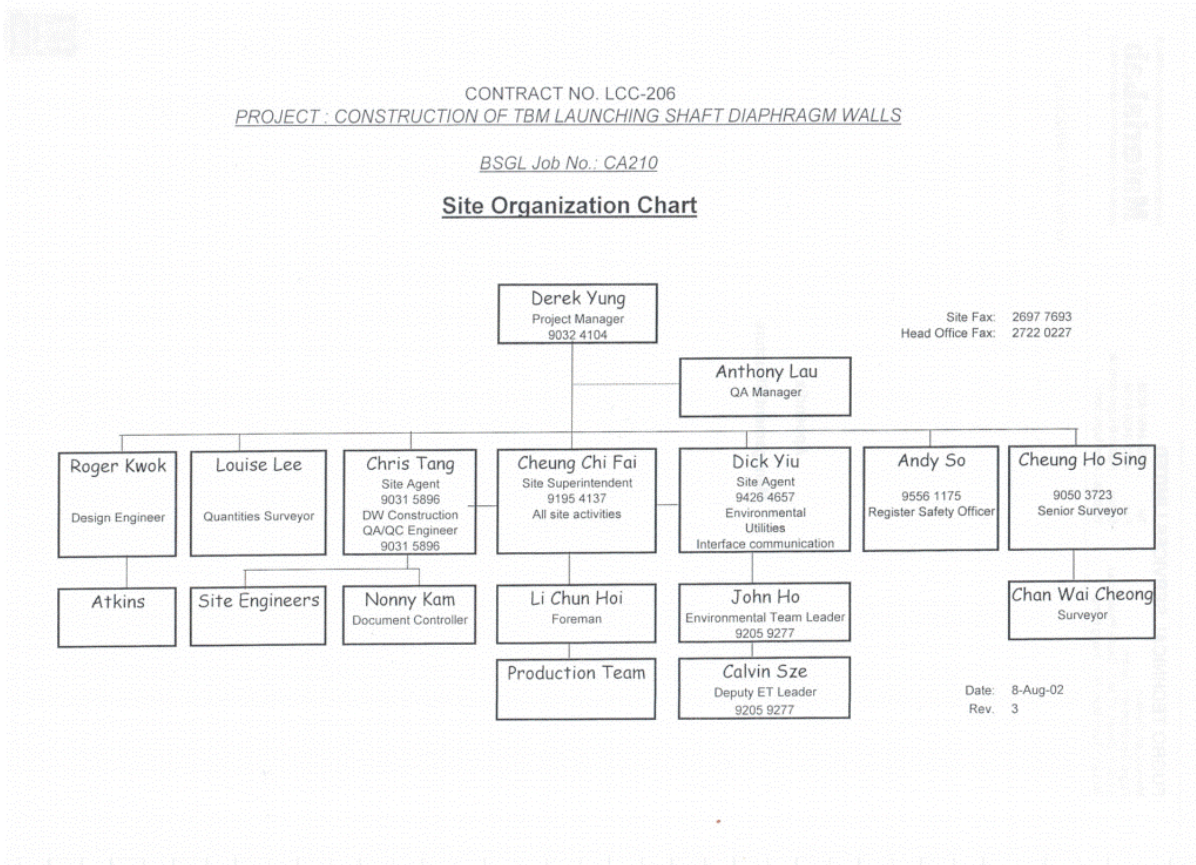 CONTRACT NO. LCC-206
PROJECT : CONSTRUCTION OF TBM LAUNCHING SHAFT DIAPHRAGM WALLS
BSGL Job No.: CA210
Site Organization Chart
Derek Yung
Project Manager
9032 4104
Site Fax: 2697 7693
Head Office Fax: 2722 0227
Anthony Lau
QA Manager
Roger Kwok
Design Engineer
Louise Lee
Quantities Surveyor
Chris Tang
Site Agent
9031 5896
DW Construction
QA/QC Engineer
9031 5896
Cheung Chi Fai
Site Superintendent
9195 4137
All site activities
Dick Yiu
Site Agent
9426 4657
Environmental
Utilities
Interface communication
Andy So
9556 1175
Register Safety Officer
Cheung Ho Sing
9050 3723
Senior Surveyor
Atkins
Site Engineers
Nonny Kam
Document Controller
Li Chun Hoi
Foreman
John Ho
Environmental Team Leader
9205 9277
Chan Wai Cheong
Surveyor
Production Team
Calvin Sze
Deputy ET Leader
9205 9277
Date: 8-Aug-02
Rev. 3